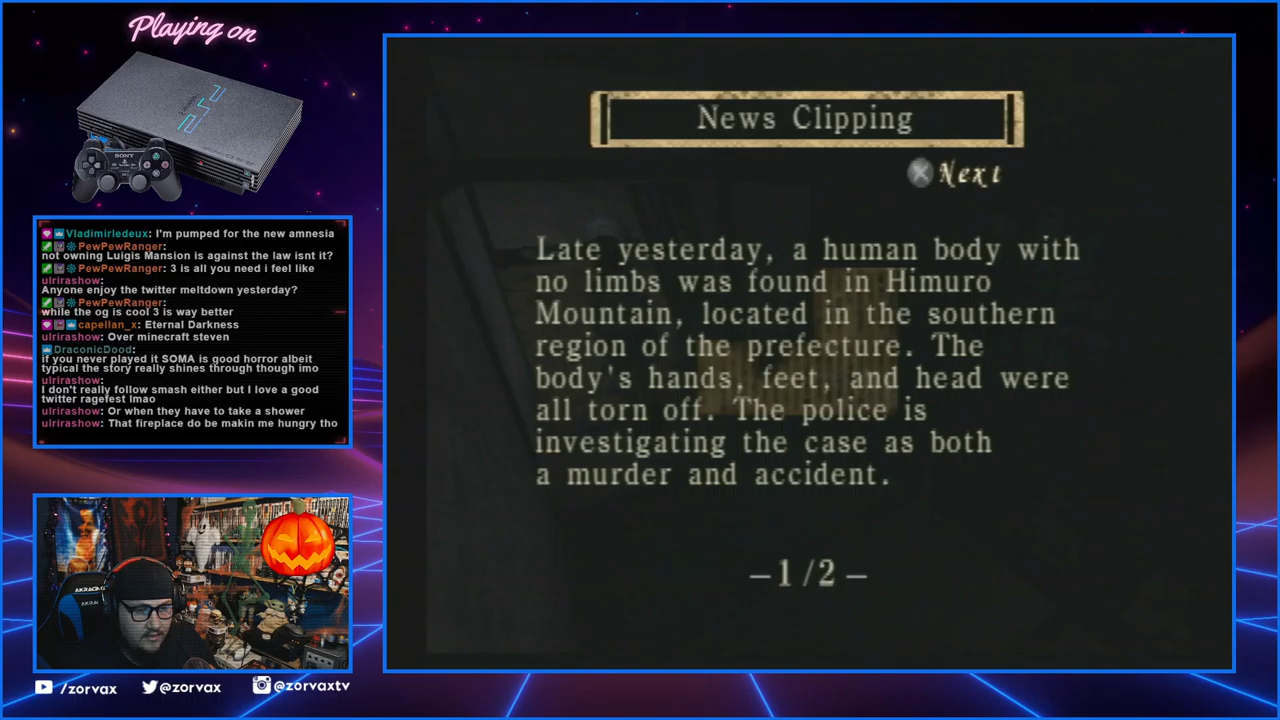 Playing on
SONY
Vladimirledeux: I'm pumped for the new amnesia
PewPewRanger:
not owning Luigis Mansion is against the law isnt it?
PewPewRanger: 3 is all you need i feel like
ulrirashow:
Anyone enjoy the twitter meltdown yesterday?
PewPewRanger:
while the og is cool 3 is way better
capellan_x: Eternal Darkness
ulrirashow: Over minecraft steven
DraconicDood:
if you never played it SOMA is good horror albeit
typical the story really shines through though imo
ulrirashow:
I don't really follow smash either but I love a good
twitter ragefest lmao
ulrirashow: Or when they have to take a shower
ulrirashow: That fireplace do be makin me hungry tho
AKRACING
AKRA
/zorvax
@zorvax
@zorvaxtv
News Clipping
Next
Late yesterday, a human body with
no limbs was found in Himuro
Mountain, located in the southern
region of the prefecture. The
body's hands, feet, and head were
all torn off. The police is
investigating the case as both
a murder and accident.
—1/2—